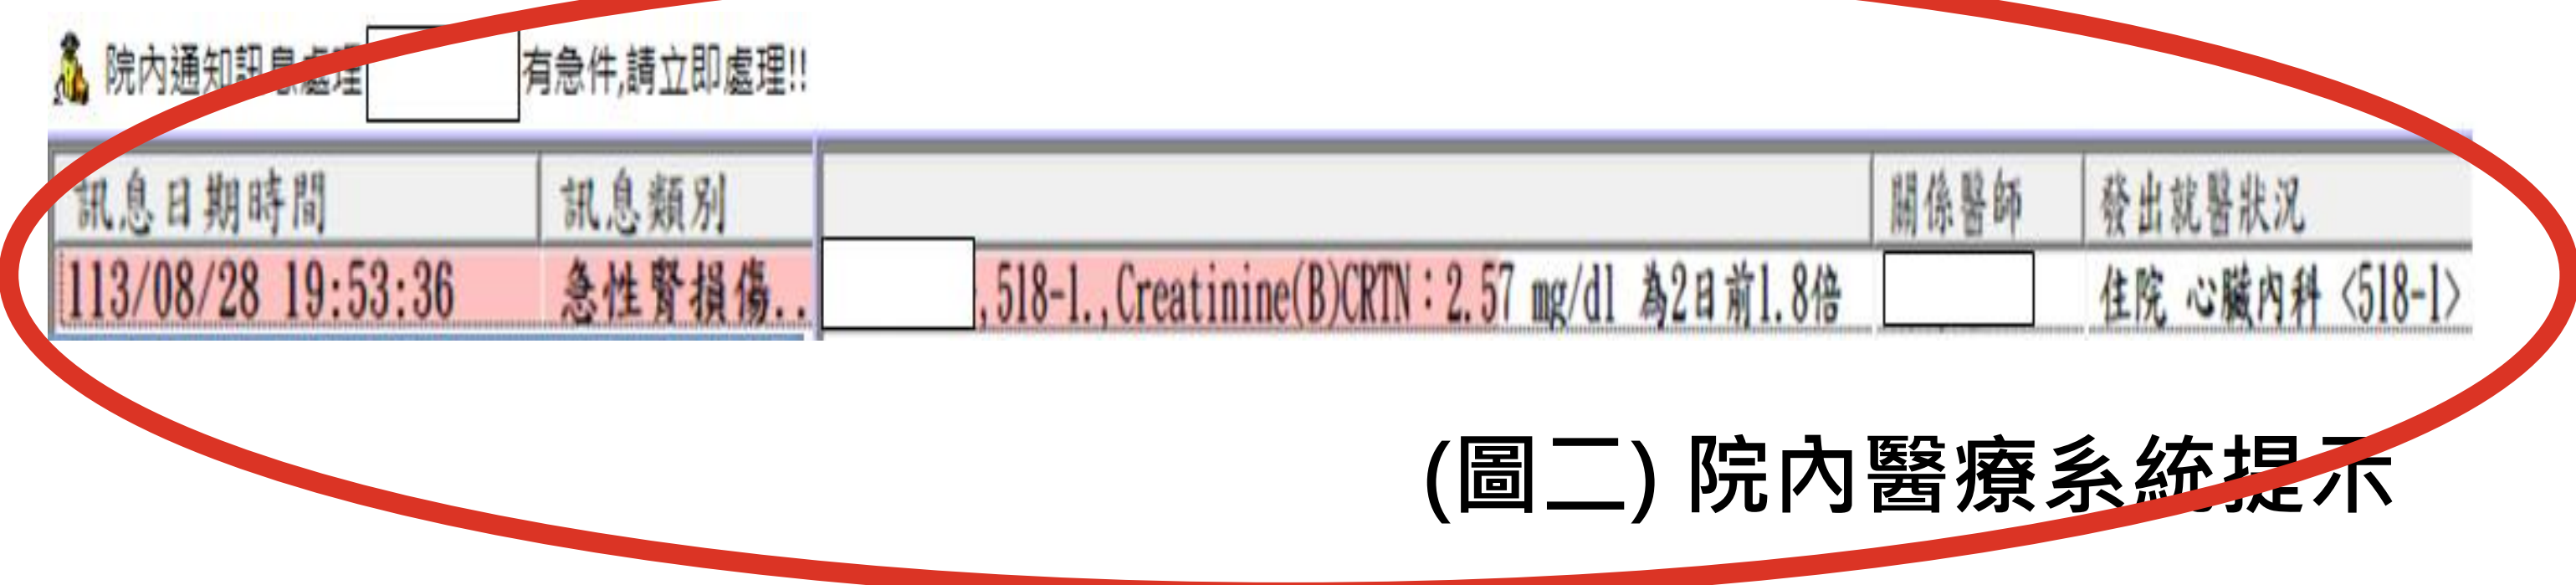 院內通知訊息處理 有急件,請立即處理!!
訊息日期時間 訊息類別 關係醫師 發出就醫狀況
113/08/28 19:53:36 急性腎損傷.. ,518-1.,Creatinine(B)CRTN：2.57 mg/dl 為2日前1.8倍 住院 心臟內科 <518-1>
(圖二) 院內醫療系統提示